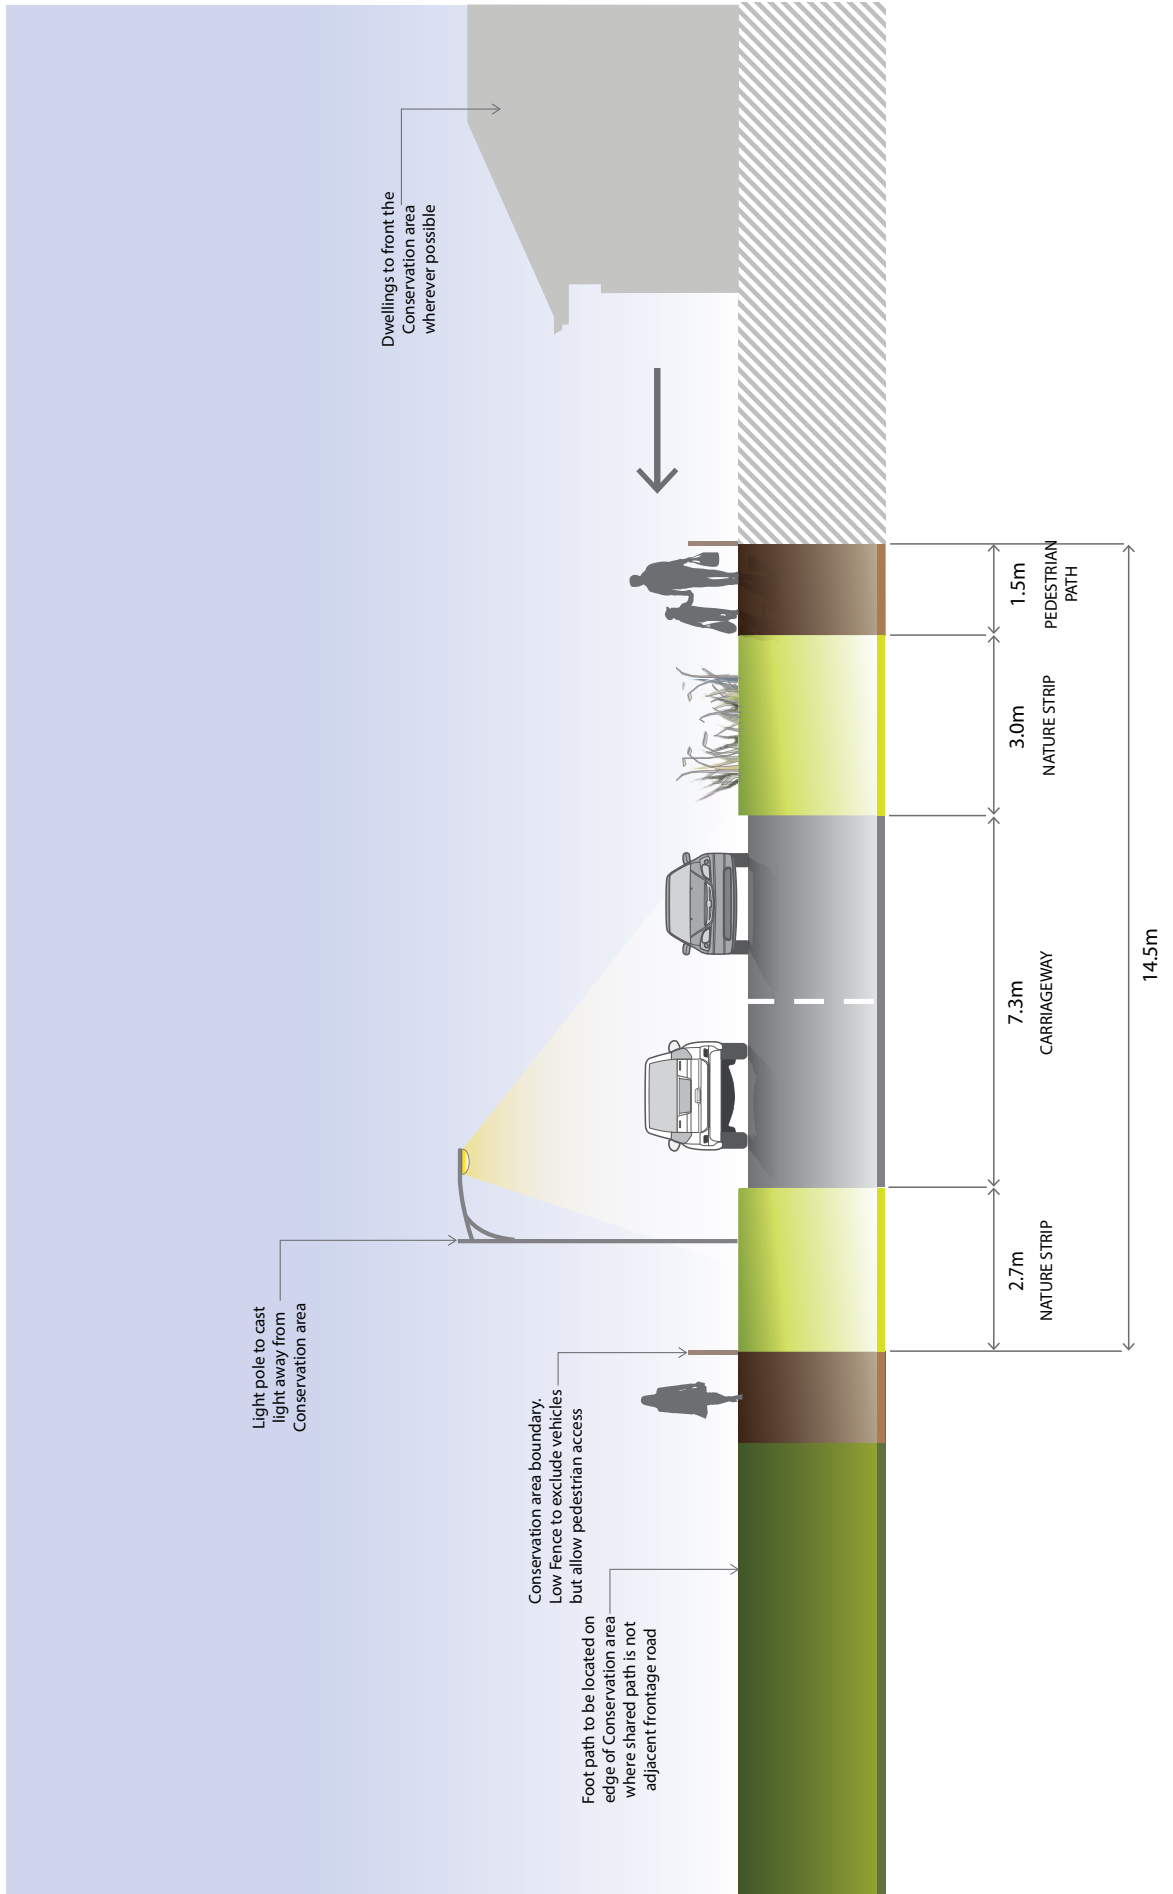 Light pole to cast
light away from
Conservation area
Conservation area boundary.
Low Fence to exclude vehicles
but allow pedestrian access
Foot path to be located on
edge of Conservation area
where shared path is not
adjacent frontage road
Dwellings to front the
Conservation area
wherever possible
2.7m
NATURE STRIP
7.3m
CARRIAGEWAY
3.0m
NATURE STRIP
1.5m
PEDESTRIAN
PATH
14.5m